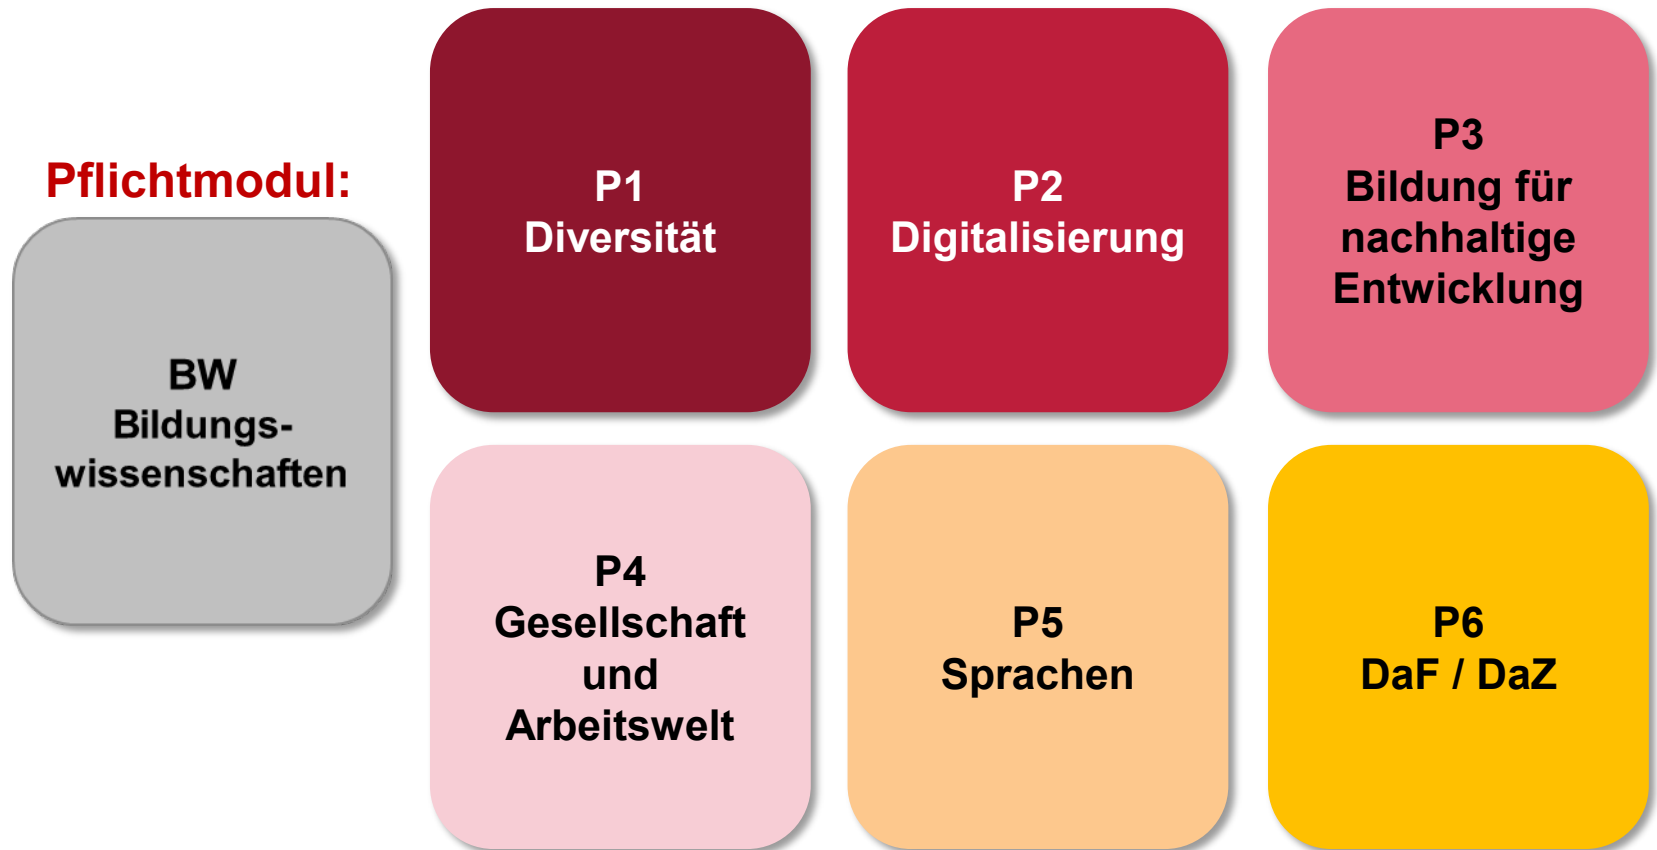 Pflichtmodul:
BW
Bildungs-
wissenschaften
P1
Diversität
P2
Digitalisierung
P3
Bildung für
nachhaltige
Entwicklung
P4
Gesellschaft
und
Arbeitswelt
P5
Sprachen
P6
DaF / DaZ